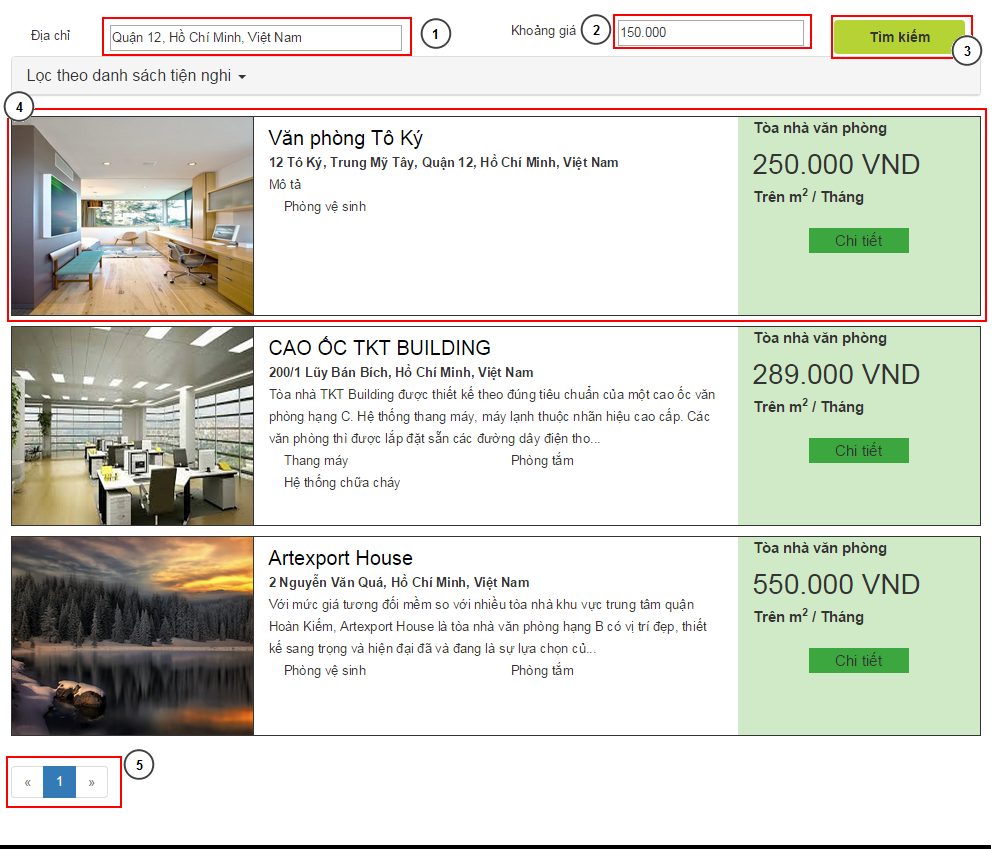 Địa chỉ
Quận 12, Hồ Chí Minh, Việt Nam
1
Khoảng giá
2
150.000
Tìm kiếm
3
Lọc theo danh sách tiện nghi
4
Văn phòng Tô Ký
12 Tô Ký, Trung Mỹ Tây, Quận 12, Hồ Chí Minh, Việt Nam
Mô tả
Phòng vệ sinh
Tòa nhà văn phòng
250.000 VND
Trên m² / Tháng
Chi tiết
CAO ỐC TKT BUILDING
200/1 Lũy Bán Bích, Hồ Chí Minh, Việt Nam
Tòa nhà TKT Building được thiết kế theo đúng tiêu chuẩn của một cao ốc văn
phòng hạng C. Hệ thống thang máy, máy lạnh thuộc nhãn hiệu cao cấp. Các
văn phòng thì được lắp đặt sẵn các đường dây điện tho...
Thang máy Phòng tắm
Hệ thống chữa cháy
Tòa nhà văn phòng
289.000 VND
Trên m² / Tháng
Chi tiết
Artexport House
2 Nguyễn Văn Quá, Hồ Chí Minh, Việt Nam
Với mức giá tương đối mềm so với nhiều tòa nhà khu vực trung tâm quận
Hoàn Kiếm, Artexport House là tòa nhà văn phòng hạng B có vị trí đẹp, thiết
kế sang trọng và hiện đại đã và đang là sự lựa chọn củ...
Phòng vệ sinh Phòng tắm
Tòa nhà văn phòng
550.000 VND
Trên m² / Tháng
Chi tiết
« 1 »
5